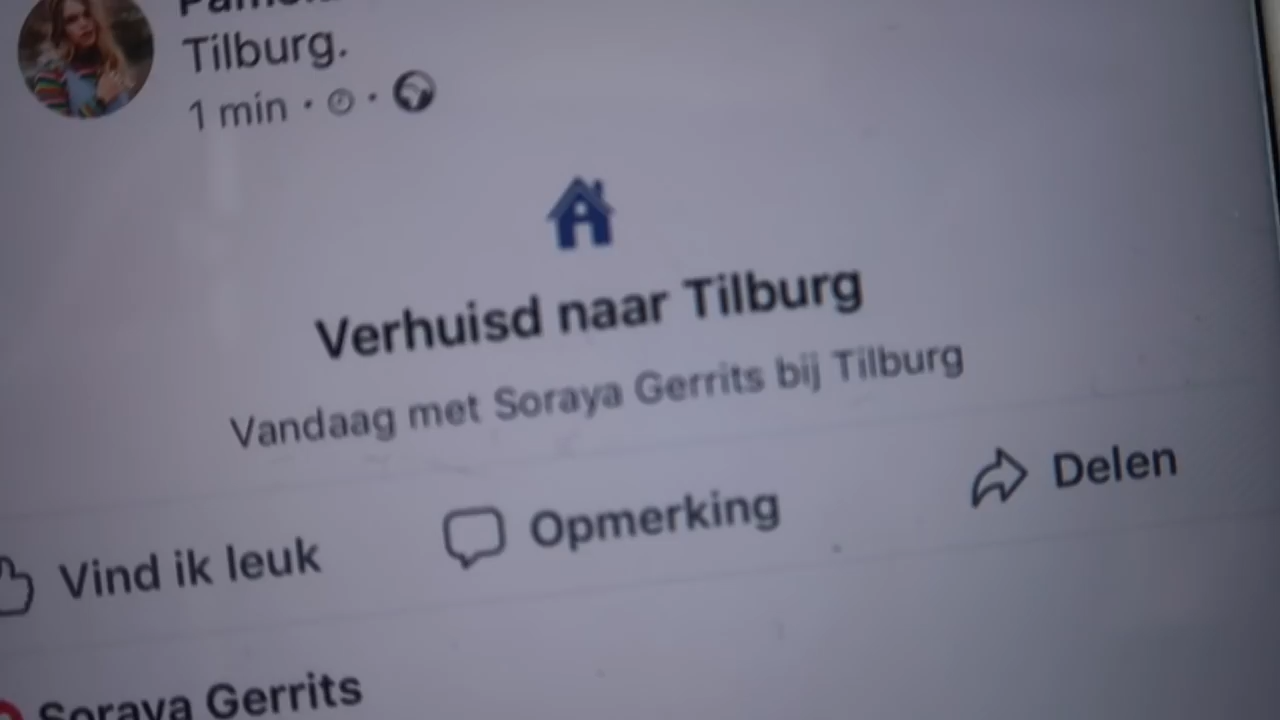 Tilburg.
1 min
Verhuisd naar Tilburg
Vandaag met Soraya Gerrits bij Tilburg
Vind ik leuk
Opmerking
Delen
Soraya Gerrits